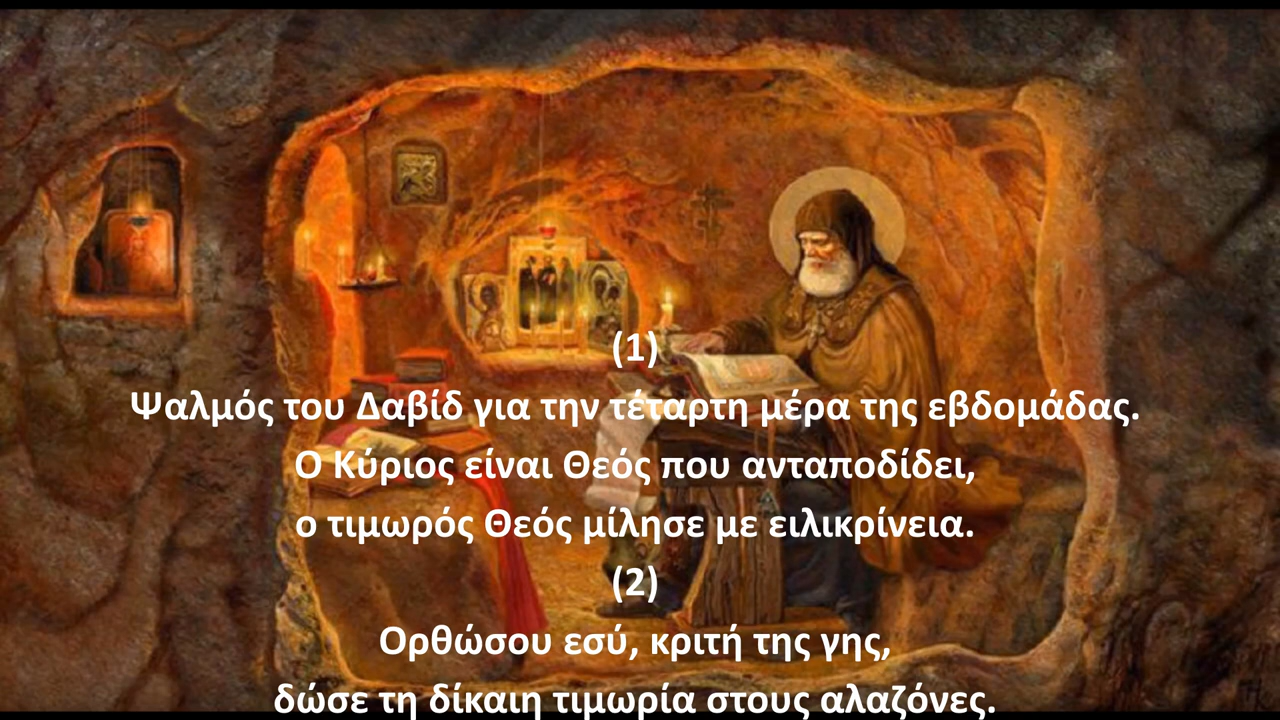 (1)
Ψαλμός του Δαβίδ για την τέταρτη μέρα της εβδομάδας.
Ο Κύριος είναι Θεός που ανταποδίδει,
ο τιμωρός Θεός μίλησε με ειλικρίνεια.
(2)
Ορθώσου εσύ, κριτή της γης,
δώσε τη δίκαιη τιμωρία στους αλαζόνες.